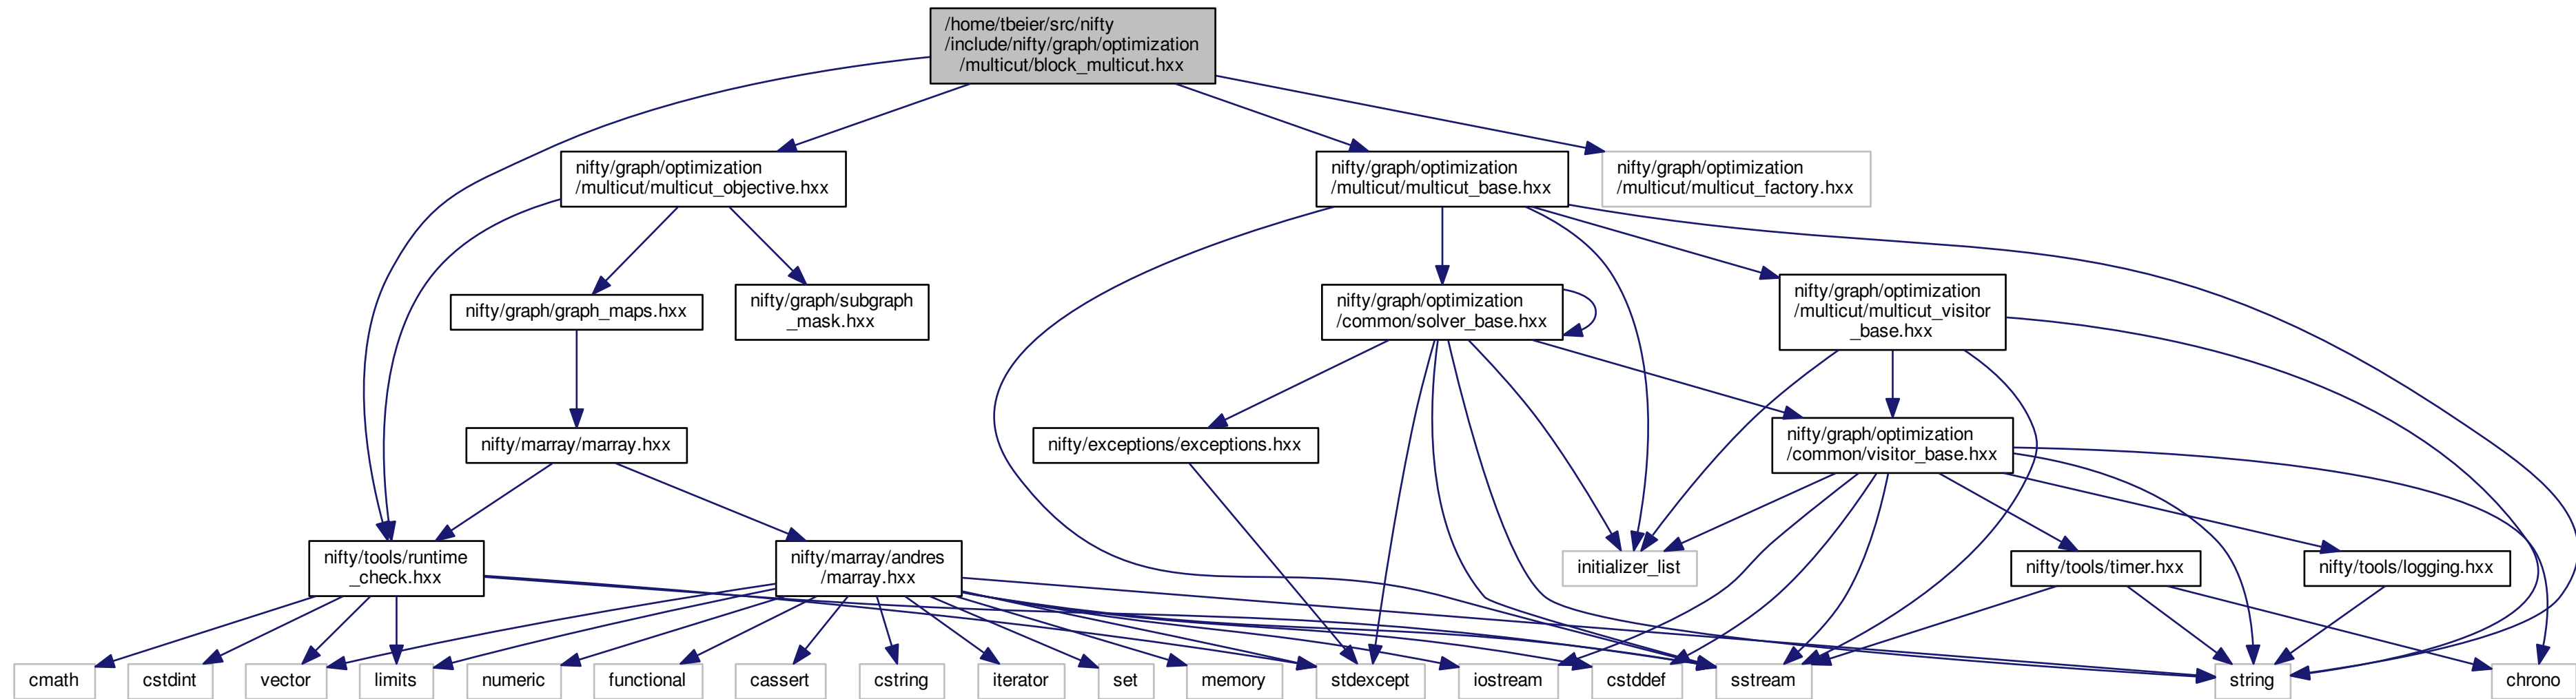 /home/tbeier/src/nifty
/include/nifty/graph/optimization
/multicut/block_multicut.hxx
nifty/graph/optimization
/multicut/multicut_objective.hxx
nifty/graph/optimization
/multicut/multicut_base.hxx
nifty/graph/optimization
/multicut/multicut_factory.hxx
nifty/graph/graph_maps.hxx
nifty/graph/subgraph
_mask.hxx
nifty/graph/optimization
/common/solver_base.hxx
nifty/graph/optimization
/multicut/multicut_visitor
_base.hxx
nifty/marray/marray.hxx
nifty/exceptions/exceptions.hxx
nifty/graph/optimization
/common/visitor_base.hxx
nifty/tools/runtime
_check.hxx
nifty/marray/andres
/marray.hxx
initializer_list
nifty/tools/timer.hxx
nifty/tools/logging.hxx
cmath
cstdint
vector
limits
numeric
functional
cassert
cstring
iterator
set
memory
stdexcept
iostream
cstddef
sstream
string
chrono